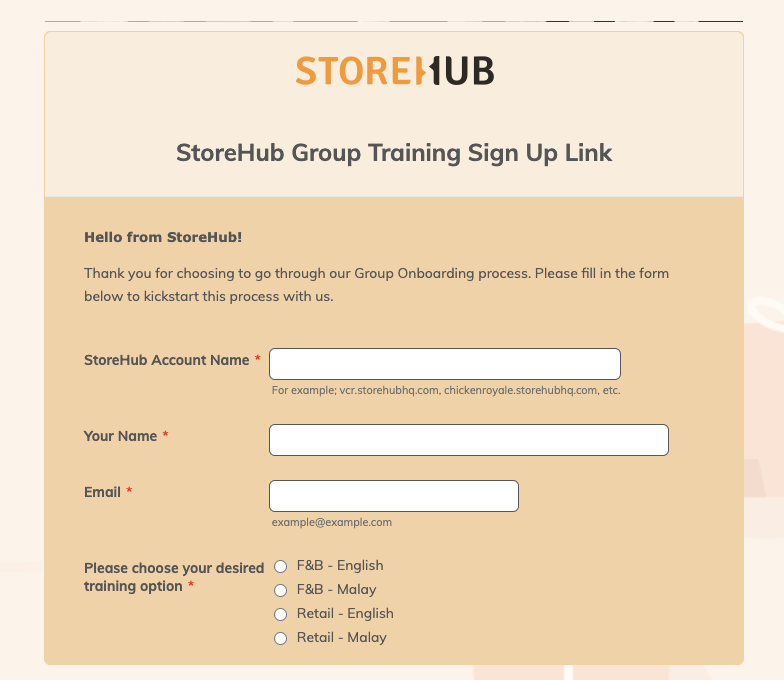 STOREHUB
StoreHub Group Training Sign Up Link
Hello from StoreHub!
Thank you for choosing to go through our Group Onboarding process. Please fill in the form
below to kickstart this process with us.
StoreHub Account Name *
For example; vcr.storehubhq.com, chickenroyale.storehubhq.com, etc.
Your Name *
Email *
example@example.com
Please choose your desired
training option *
F&B - English
F&B - Malay
Retail - English
Retail - Malay